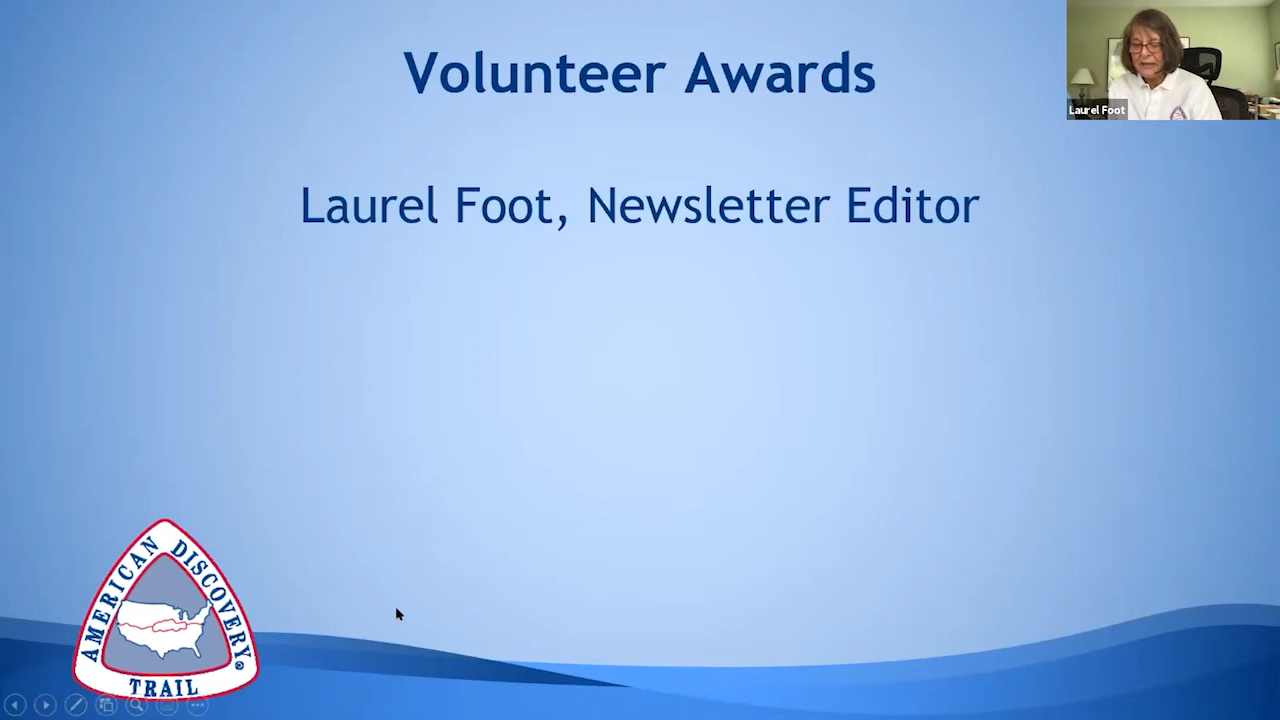 Volunteer Awards
Laurel Foot
Laurel Foot, Newsletter Editor
AMERICAN DISCOVERY
TRAIL
®